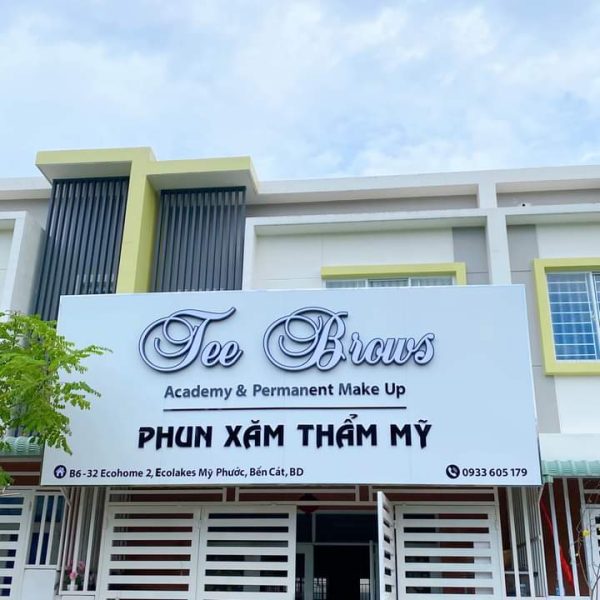 Tee Brows
Academy & Permanent Make Up
PHUN XĂM THẨM MỸ
B6-32 Ecohome 2, Ecolakes Mỹ Phước, Bến Cát, BD
0933 605 179